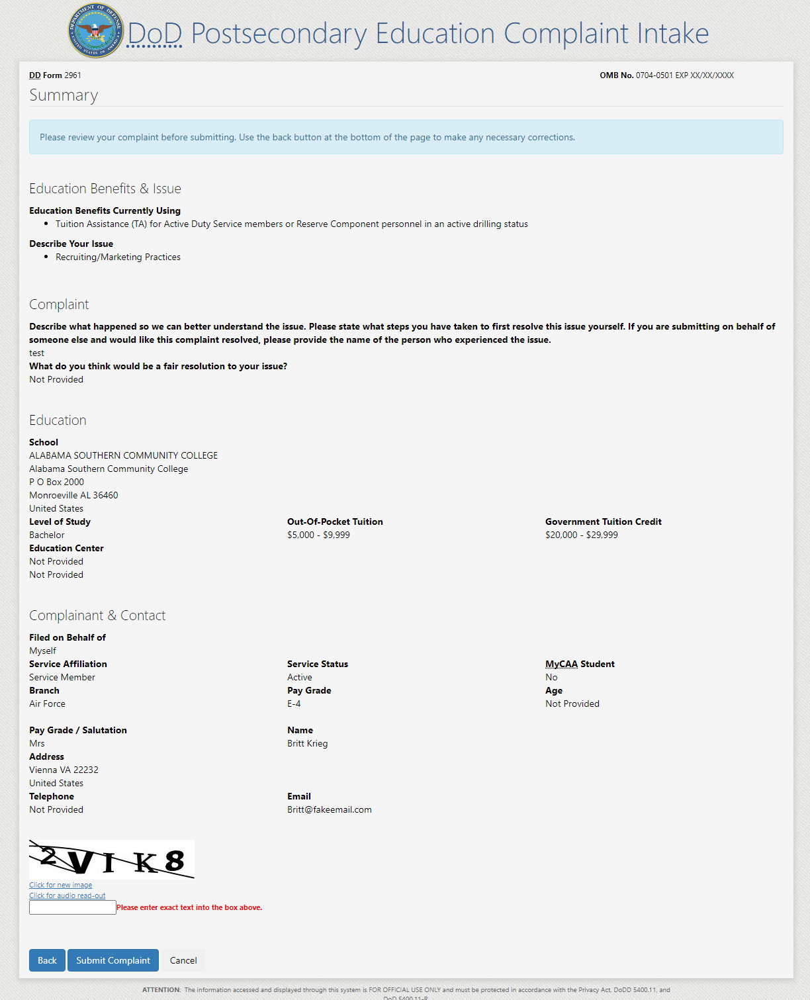 DoD Postsecondary Education Complaint Intake
DD Form 2961
OMB No. 0704-0501 EXP XX/XX/XXXX
Summary
Please review your complaint before submitting. Use the back button at the bottom of the page to make any necessary corrections.
Education Benefits & Issue
Education Benefits Currently Using
• Tuition Assistance (TA) for Active Duty Service members or Reserve Component personnel in an active drilling status
Describe Your Issue
• Recruiting/Marketing Practices
Complaint
Describe what happened so we can better understand the issue. Please state what steps you have taken to first resolve this issue yourself. If you are submitting on behalf of
someone else and would like this complaint resolved, please provide the name of the person who experienced the issue.
test
What do you think would be a fair resolution to your issue?
Not Provided
Education
School
ALABAMA SOUTHERN COMMUNITY COLLEGE
Alabama Southern Community College
P O Box 2000
Monroeville AL 36460
United States
Level of Study Out-Of-Pocket Tuition Government Tuition Credit
Bachelor $5,000 - $9,999 $20,000 - $29,999
Education Center
Not Provided
Not Provided
Complainant & Contact
Filed on Behalf of
Myself
Service Affiliation Service Status MyCAA Student
Service Member Active No
Branch Pay Grade Age
Air Force E-4 Not Provided
Pay Grade / Salutation Name
Mrs Britt Krieg
Address
Vienna VA 22232
United States
Telephone Email
Not Provided Britt@fakeemail.com
2VIK8
Click for new image
Click for audio read-out
Please enter exact text into the box above.
Back Submit Complaint Cancel
ATTENTION: The information accessed and displayed through this system is FOR OFFICIAL USE ONLY and must be protected in accordance with the Privacy Act, DoDD 5400.11, and
DoD 5400.11-R